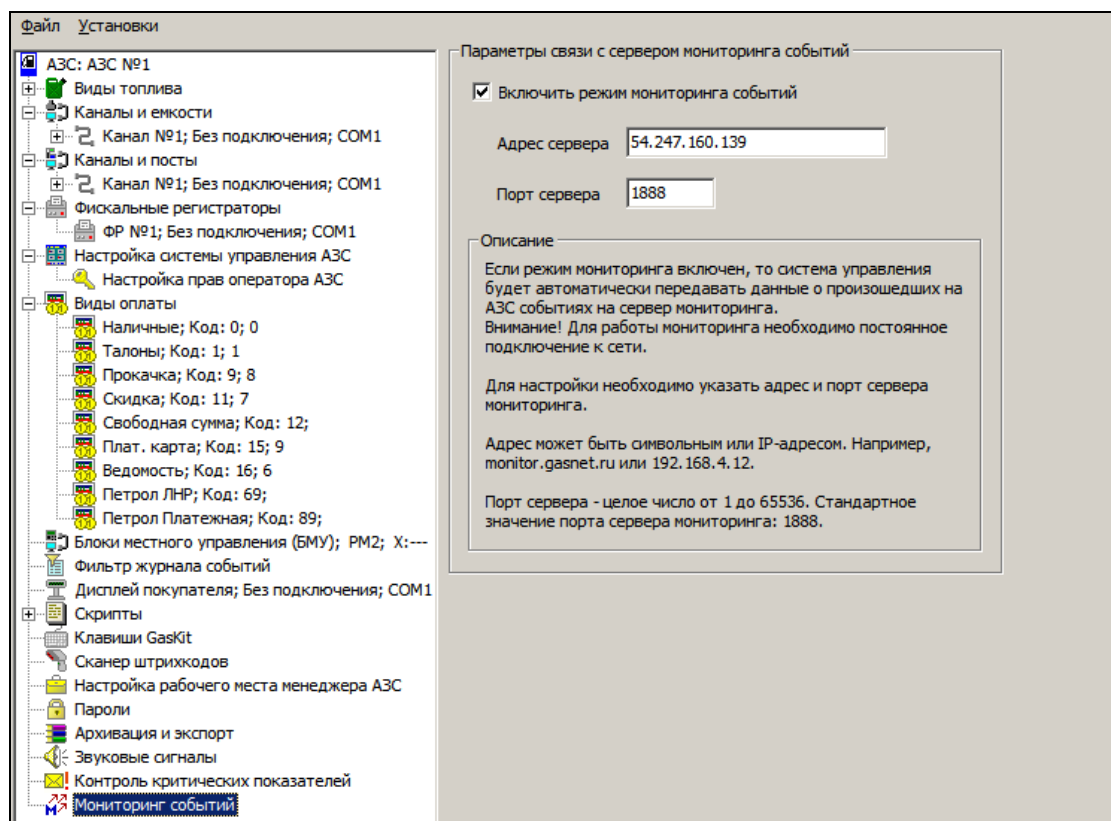 Файл Установки
АЗС: АЗС №1
Виды топлива
Каналы и емкости
Канал №1; Без подключения; COM1
Каналы и посты
Канал №1; Без подключения; COM1
Фискальные регистраторы
ФР №1; Без подключения; COM1
Настройка системы управления АЗС
Настройка прав оператора АЗС
Виды оплаты
Наличные; Код: 0; 0
Талоны; Код: 1; 1
Прокачка; Код: 9; 8
Скидка; Код: 11; 7
Свободная сумма; Код: 12;
Плат. карта; Код: 15; 9
Ведомость; Код: 16; 6
Петрол ЛНР; Код: 69;
Петрол Платежная; Код: 89;
Блоки местного управления (БМУ); PM2; X:---
Фильтр журнала событий
Дисплей покупателя; Без подключения; COM1
Скрипты
Клавиши GasKit
Сканер штрихкодов
Настройка рабочего места менеджера АЗС
Пароли
Архивация и экспорт
Звуковые сигналы
Контроль критических показателей
Мониторинг событий
Параметры связи с сервером мониторинга событий
Включить режим мониторинга событий
Адрес сервера 54.247.160.139
Порт сервера 1888
Описание
Если режим мониторинга включен, то система управления
будет автоматически передавать данные о произошедших на
АЗС событиях на сервер мониторинга.
Внимание! Для работы мониторинга необходимо постоянное
подключение к сети.
Для настройки необходимо указать адрес и порт сервера
мониторинга.
Адрес может быть символьным или IP-адресом. Например,
monitor.gasnet.ru или 192.168.4.12.
Порт сервера - целое число от 1 до 65536. Стандартное
значение порта сервера мониторинга: 1888.